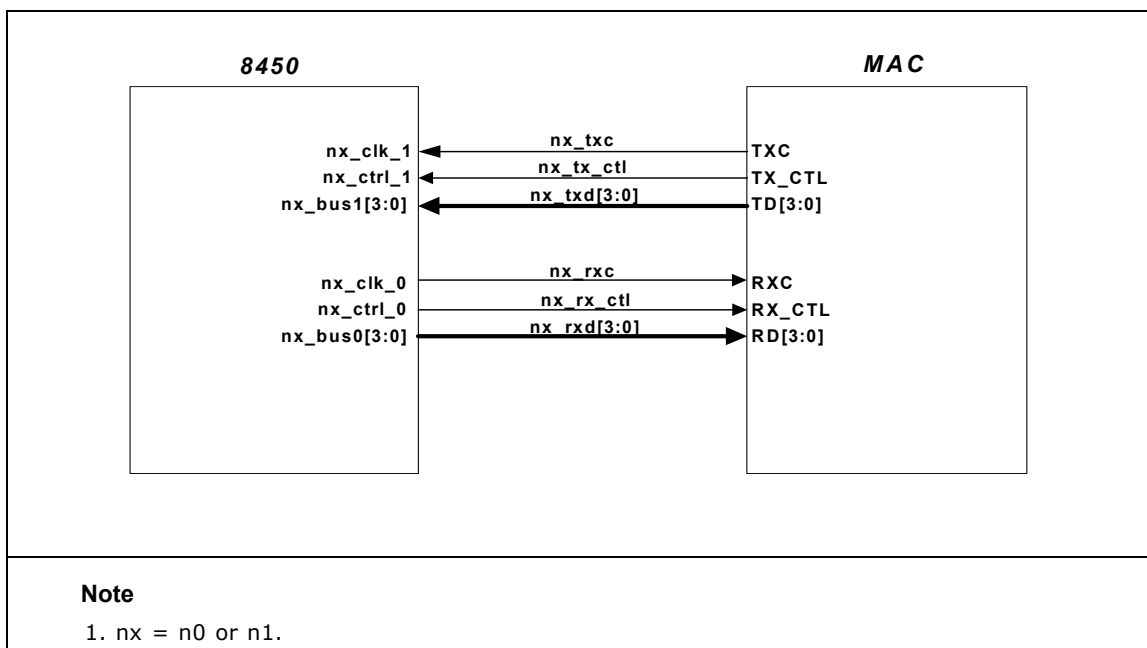 8450 MAC
nx_clk_1 nx_txc TXC
nx_ctrl_1 nx_tx_ctl TX_CTL
nx_bus1[3:0] nx_txd[3:0] TD[3:0]
nx_clk_0 nx_rxc RXC
nx_ctrl_0 nx_rx_ctl RX_CTL
nx_bus0[3:0] nx_rxd[3:0] RD[3:0]
Note
1. nx = n0 or n1.